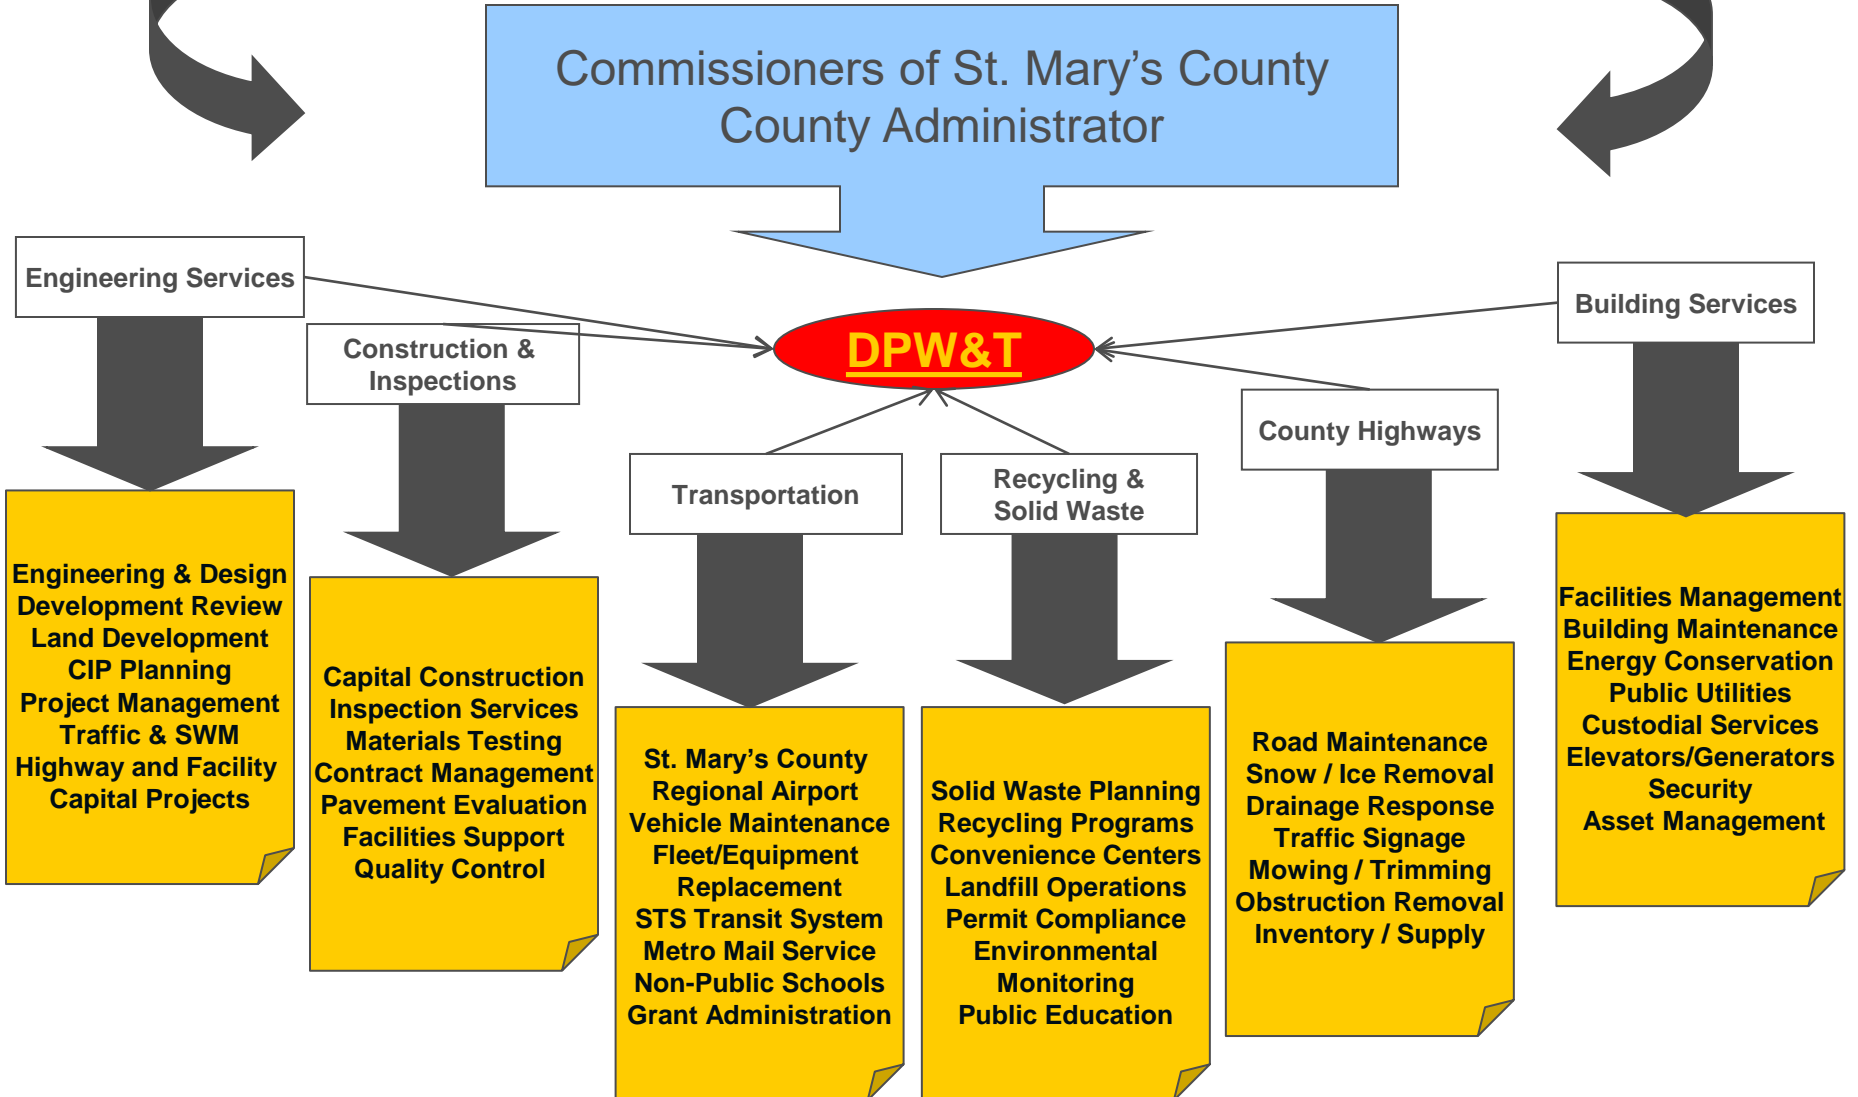 Commissioners of St. Mary’s County
County Administrator
Engineering Services
Building Services
Construction &
Inspections
DPW&T
County Highways
Transportation
Recycling &
Solid Waste
Engineering & Design
Development Review
Land Development
CIP Planning
Project Management
Traffic & SWM
Highway and Facility
Capital Projects
Capital Construction
Inspection Services
Materials Testing
Contract Management
Pavement Evaluation
Facilities Support
Quality Control
St. Mary’s County
Regional Airport
Vehicle Maintenance
Fleet/Equipment
Replacement
STS Transit System
Metro Mail Service
Non-Public Schools
Grant Administration
Solid Waste Planning
Recycling Programs
Convenience Centers
Landfill Operations
Permit Compliance
Environmental
Monitoring
Public Education
Road Maintenance
Snow / Ice Removal
Drainage Response
Traffic Signage
Mowing / Trimming
Obstruction Removal
Inventory / Supply
Facilities Management
Building Maintenance
Energy Conservation
Public Utilities
Custodial Services
Elevators/Generators
Security
Asset Management